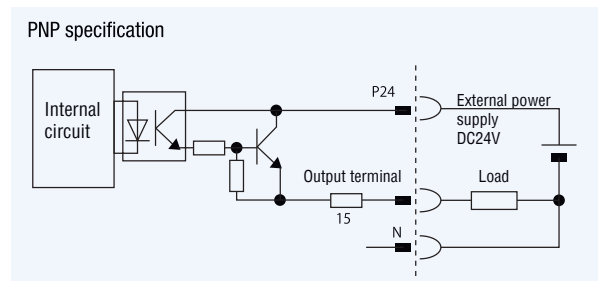 PNP specification
Internal
circuit
P24
External power
supply
DC24V
Output terminal
Load
15
N